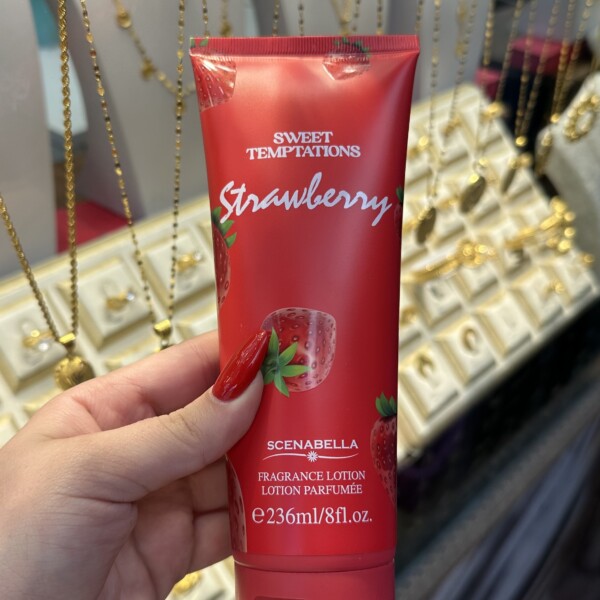 SWEET
TEMPTATIONS
Strawberry
SCENABELLA
FRAGRANCE LOTION
LOTION PARFUMÉE
℮236ml/8fl.oz.